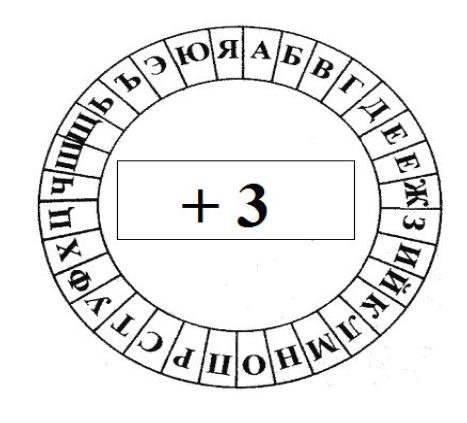 А Б В Г Д Е Е Ж З И Й К Л М Н О П Р С Т У Ф Х Ц Ч Ш Щ Ь Ъ Э Ю Я
+ 3